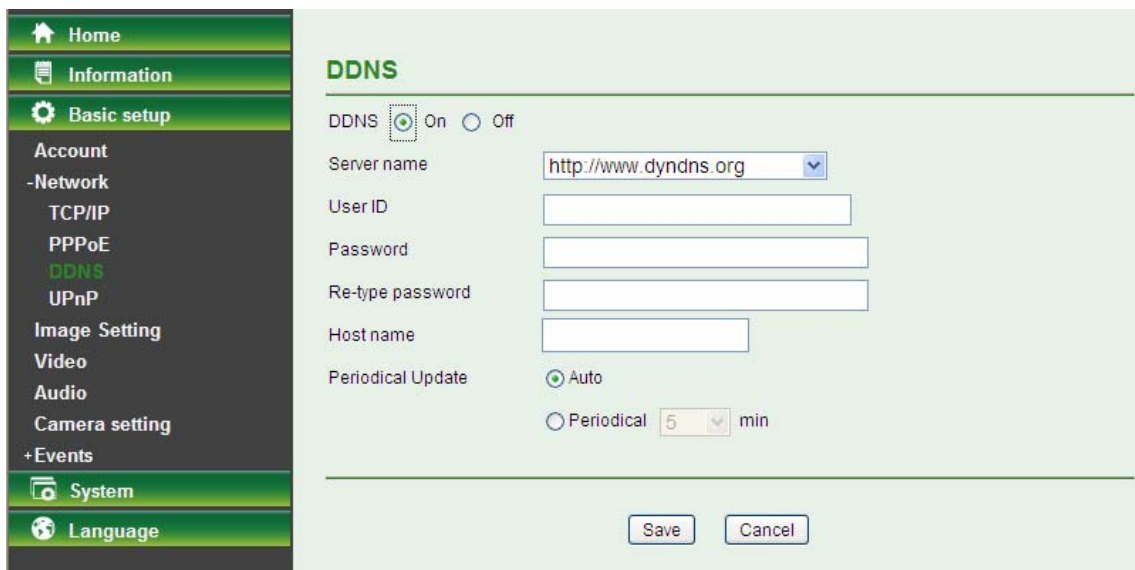 Home
Information
Basic setup
Account
-Network
TCP/IP
PPPoE
DDNS
UPnP
Image Setting
Video
Audio
Camera setting
+Events
System
Language
DDNS
DDNS On Off
Server name http://www.dyndns.org
User ID
Password
Re-type password
Host name
Periodical Update Auto
Periodical 5 min
Save Cancel